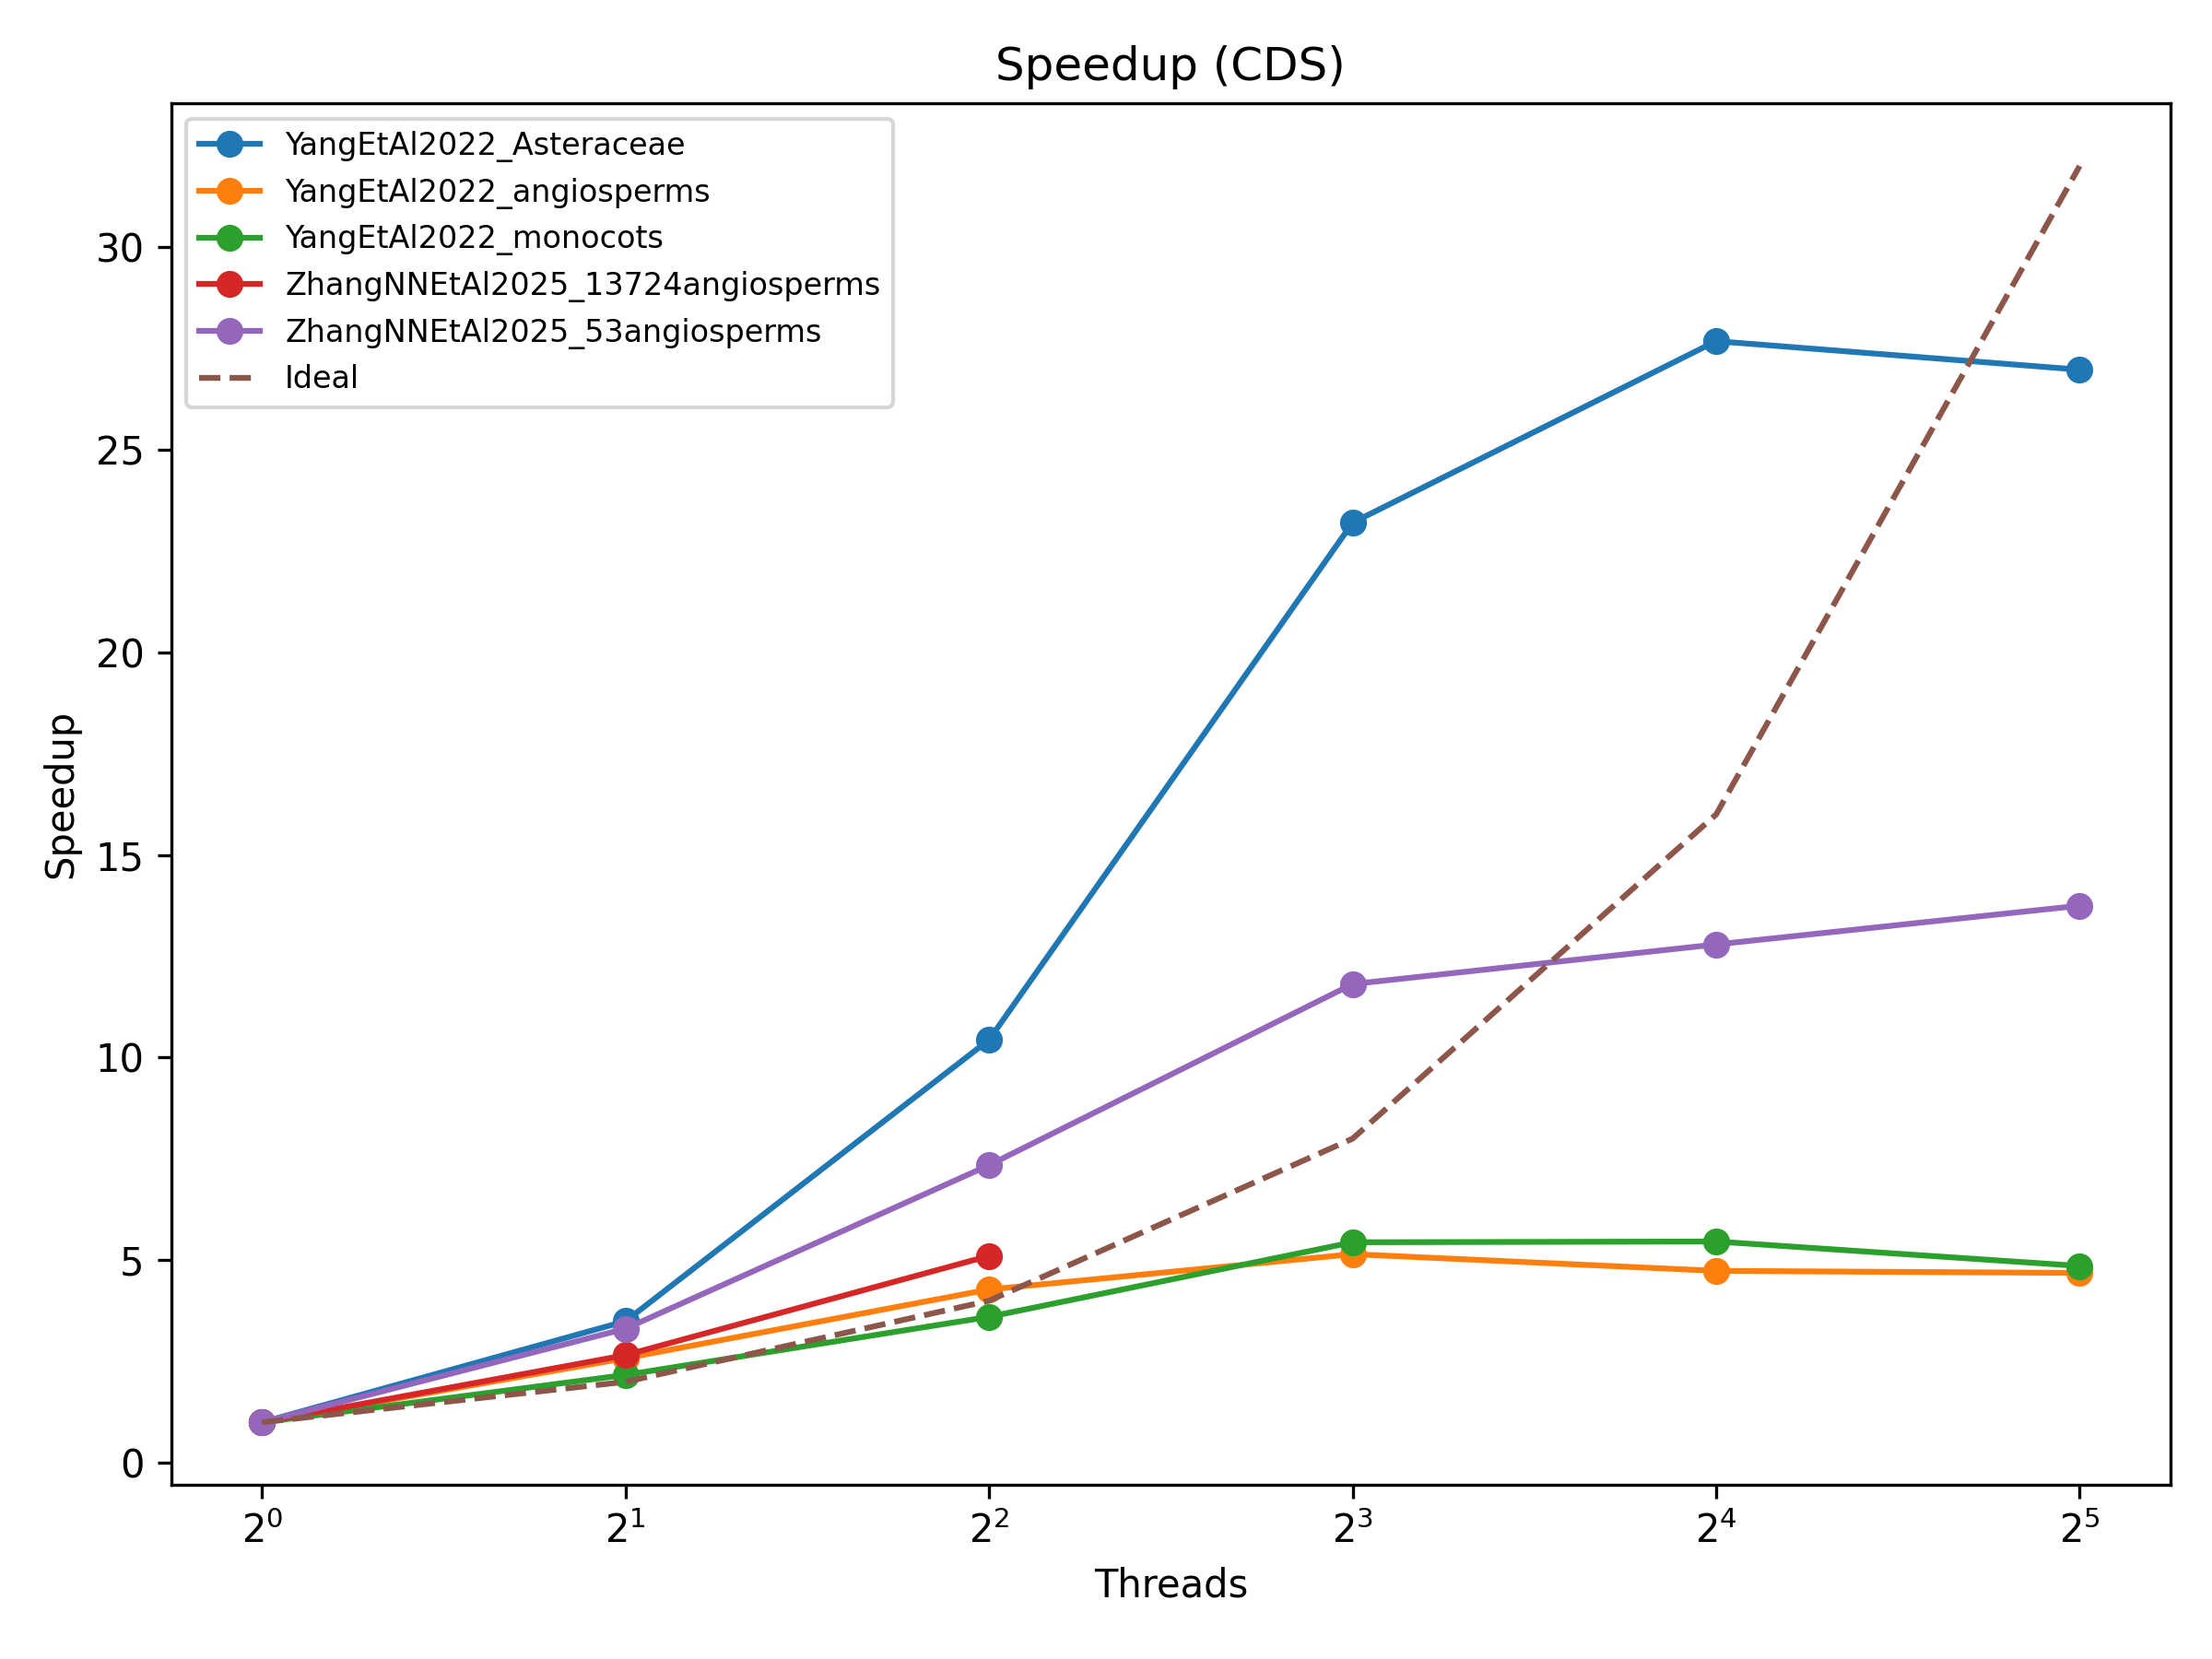 Speedup (CDS)
YangEtAl2022_Asteraceae
YangEtAl2022_angiosperms
YangEtAl2022_monocots
ZhangNNEtAl2025_13724angiosperms
ZhangNNEtAl2025_53angiosperms
Ideal
Speedup
30
25
20
15
10
5
0
2⁰ 2¹ 2² 2³ 2⁴ 2⁵
Threads